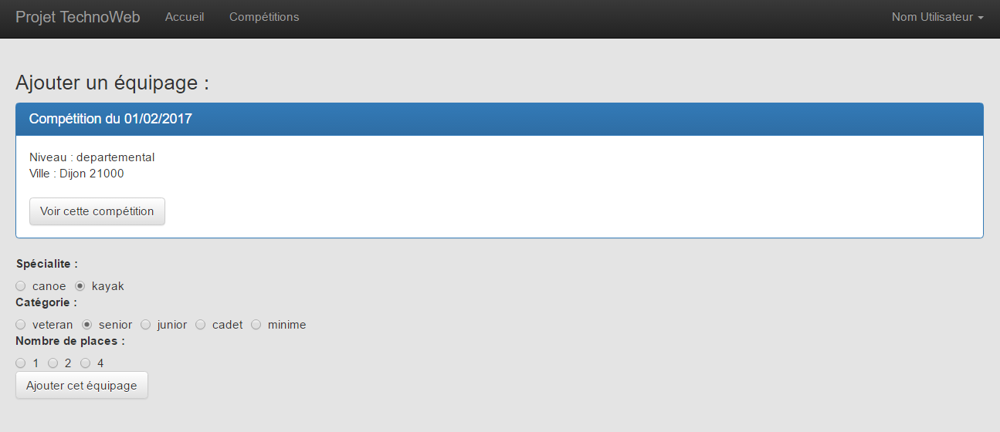 Projet TechnoWeb Accueil Compétitions Nom Utilisateur
Ajouter un équipage :
Compétition du 01/02/2017
Niveau : departemental
Ville : Dijon 21000
Voir cette compétition
Spécialite :
canoe kayak
Catégorie :
veteran senior junior cadet minime
Nombre de places :
1 2 4
Ajouter cet équipage